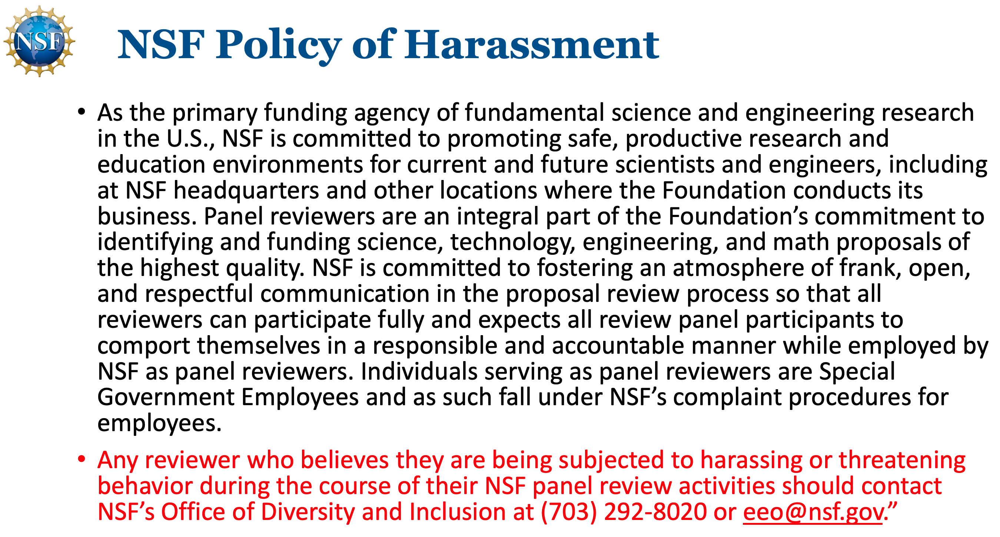 NSF
NSF Policy of Harassment
• As the primary funding agency of fundamental science and engineering research
in the U.S., NSF is committed to promoting safe, productive research and
education environments for current and future scientists and engineers, including
at NSF headquarters and other locations where the Foundation conducts its
business. Panel reviewers are an integral part of the Foundation’s commitment to
identifying and funding science, technology, engineering, and math proposals of
the highest quality. NSF is committed to fostering an atmosphere of frank, open,
and respectful communication in the proposal review process so that all
reviewers can participate fully and expects all review panel participants to
comport themselves in a responsible and accountable manner while employed by
NSF as panel reviewers. Individuals serving as panel reviewers are Special
Government Employees and as such fall under NSF’s complaint procedures for
employees.
• Any reviewer who believes they are being subjected to harassing or threatening
behavior during the course of their NSF panel review activities should contact
NSF’s Office of Diversity and Inclusion at (703) 292-8020 or eeo@nsf.gov.”